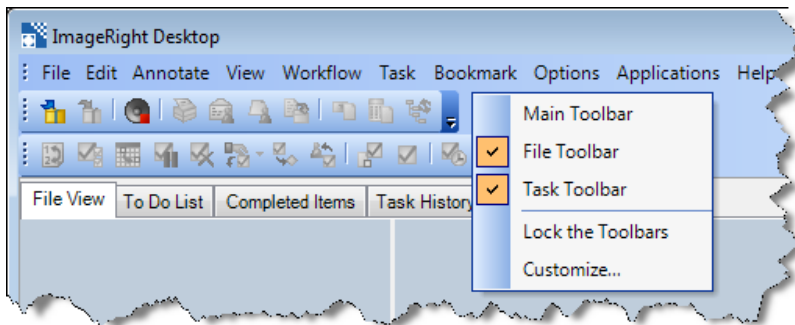 ImageRight Desktop
File Edit Annotate View Workflow Task Bookmark Options Applications Help
Main Toolbar
File Toolbar
Task Toolbar
File View To Do List Completed Items Task History
Lock the Toolbars
Customize...